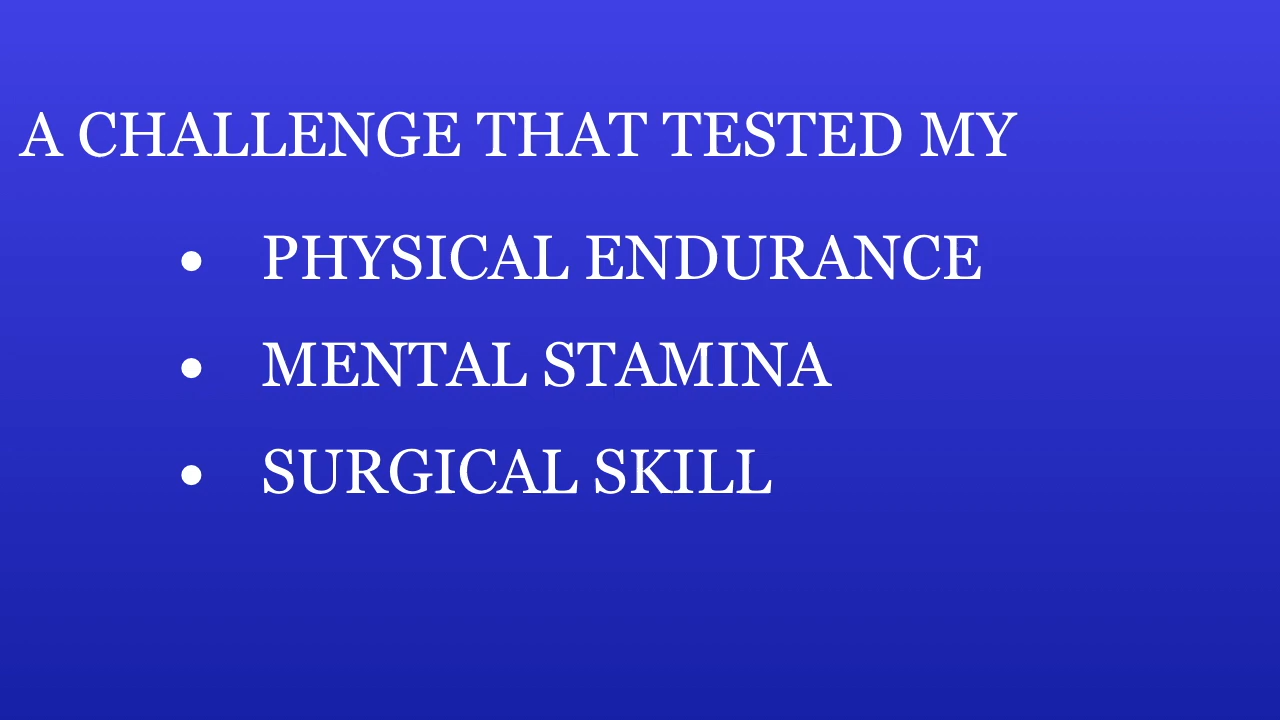 A CHALLENGE THAT TESTED MY
• PHYSICAL ENDURANCE
• MENTAL STAMINA
• SURGICAL SKILL